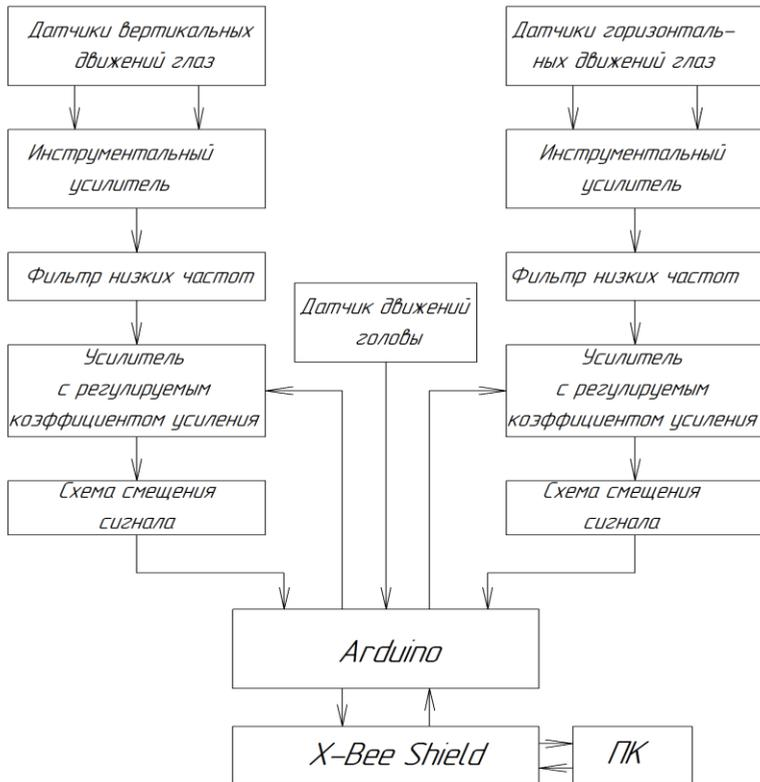 Датчики вертикальных
движений глаз
Датчики горизонталь-
ных движений глаз
Инструментальный
усилитель
Инструментальный
усилитель
Фильтр низких частот
Фильтр низких частот
Датчик движений
головы
Усилитель
с регулируемым
коэффициентом усиления
Усилитель
с регулируемым
коэффициентом усиления
Схема смещения
сигнала
Схема смещения
сигнала
Arduino
X-Bee Shield
ПК